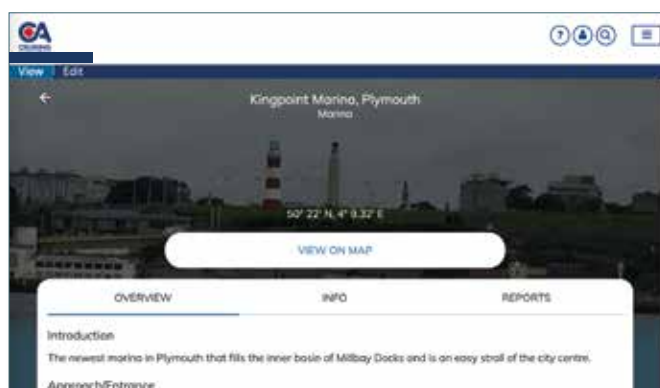 CA
CRUISING
View Edit
Kingpoint Marina, Plymouth
Marina
50° 22' N, 4° 9.32' E
VIEW ON MAP
OVERVIEW INFO REPORTS
Introduction
The newest marina in Plymouth that fills the inner basin of Millbay Docks and is an easy stroll of the city centre.
Approach/Entrance